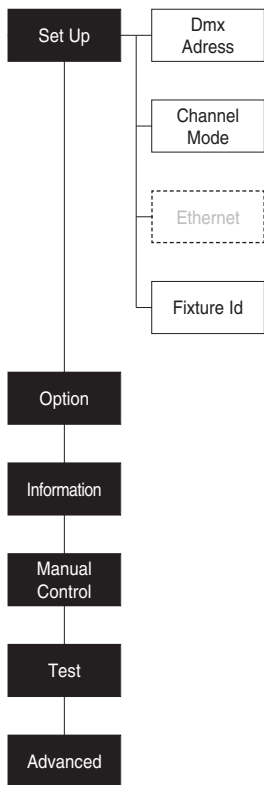 Set Up
Dmx
Adress
Channel
Mode
Ethernet
Fixture Id
Option
Information
Manual
Control
Test
Advanced